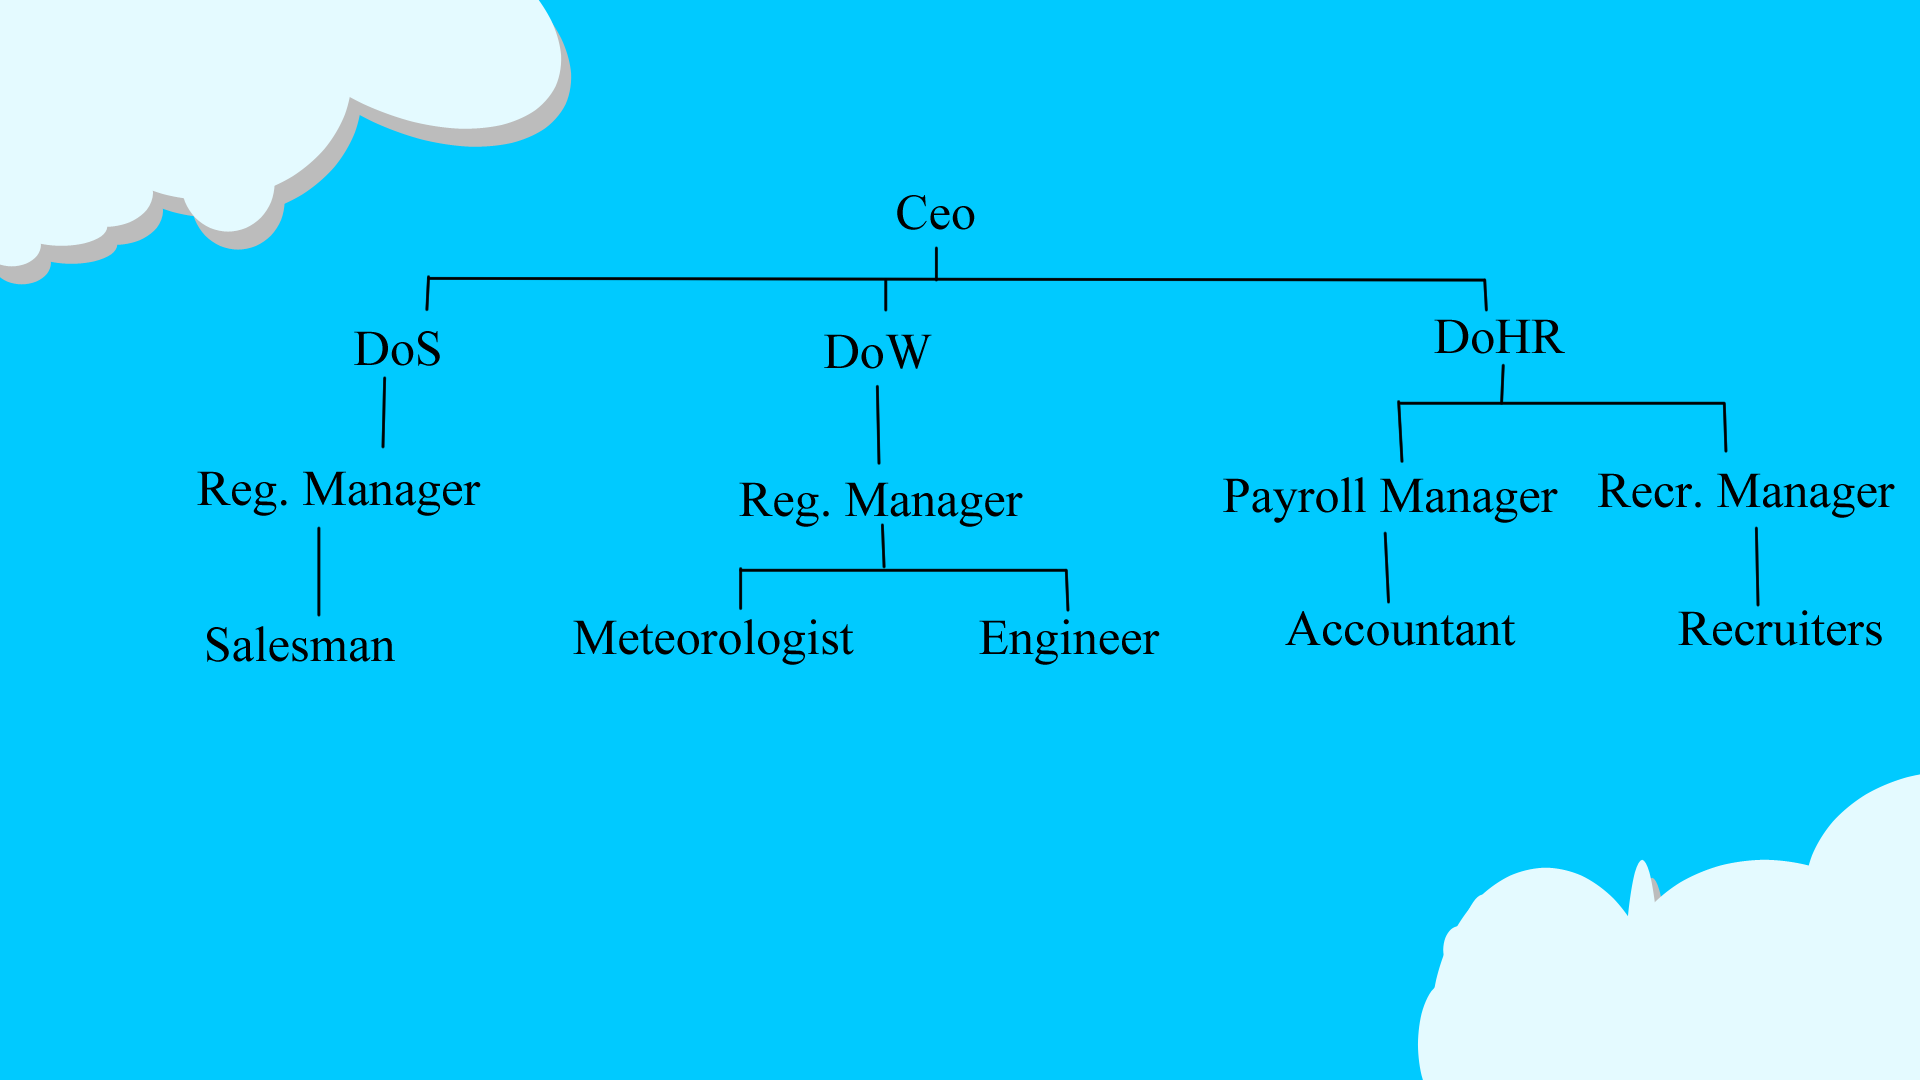 Ceo
DoS
DoW
DoHR
Reg. Manager
Reg. Manager
Payroll Manager
Recr. Manager
Salesman
Meteorologist
Engineer
Accountant
Recruiters